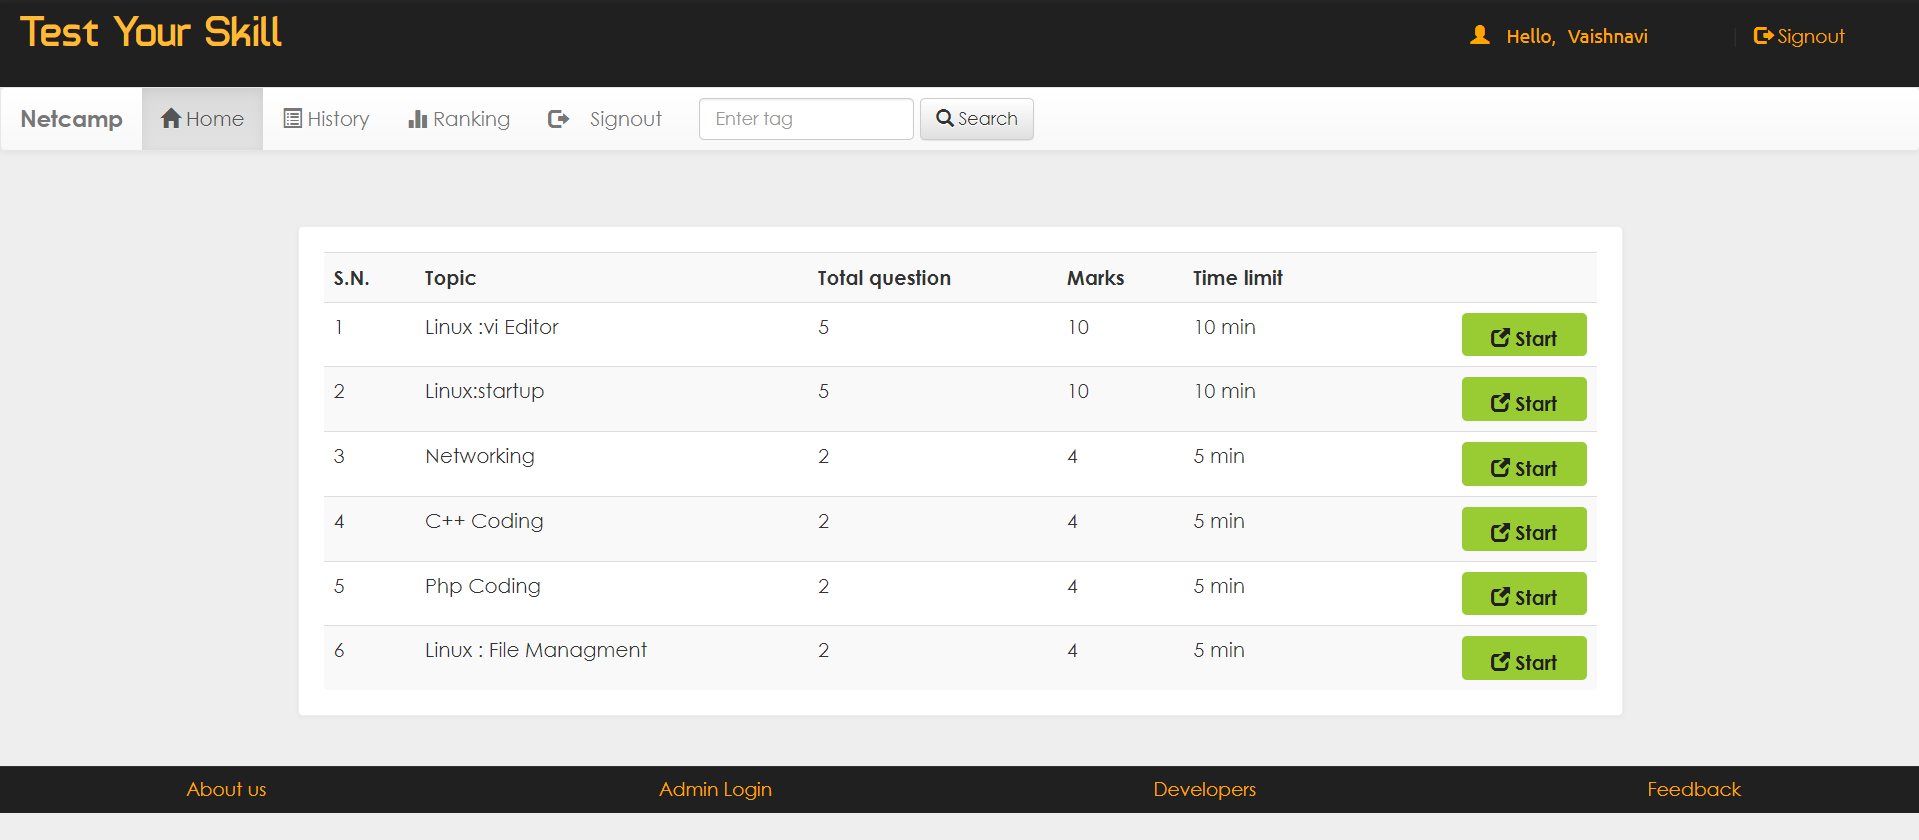 Test Your Skill
Hello, Vaishnavi
Signout
Netcamp Home History Ranking Signout Enter tag Search
S.N. Topic Total question Marks Time limit
1 Linux :vi Editor 5 10 10 min Start
2 Linux:startup 5 10 10 min Start
3 Networking 2 4 5 min Start
4 C++ Coding 2 4 5 min Start
5 Php Coding 2 4 5 min Start
6 Linux : File Managment 2 4 5 min Start
About us Admin Login Developers Feedback